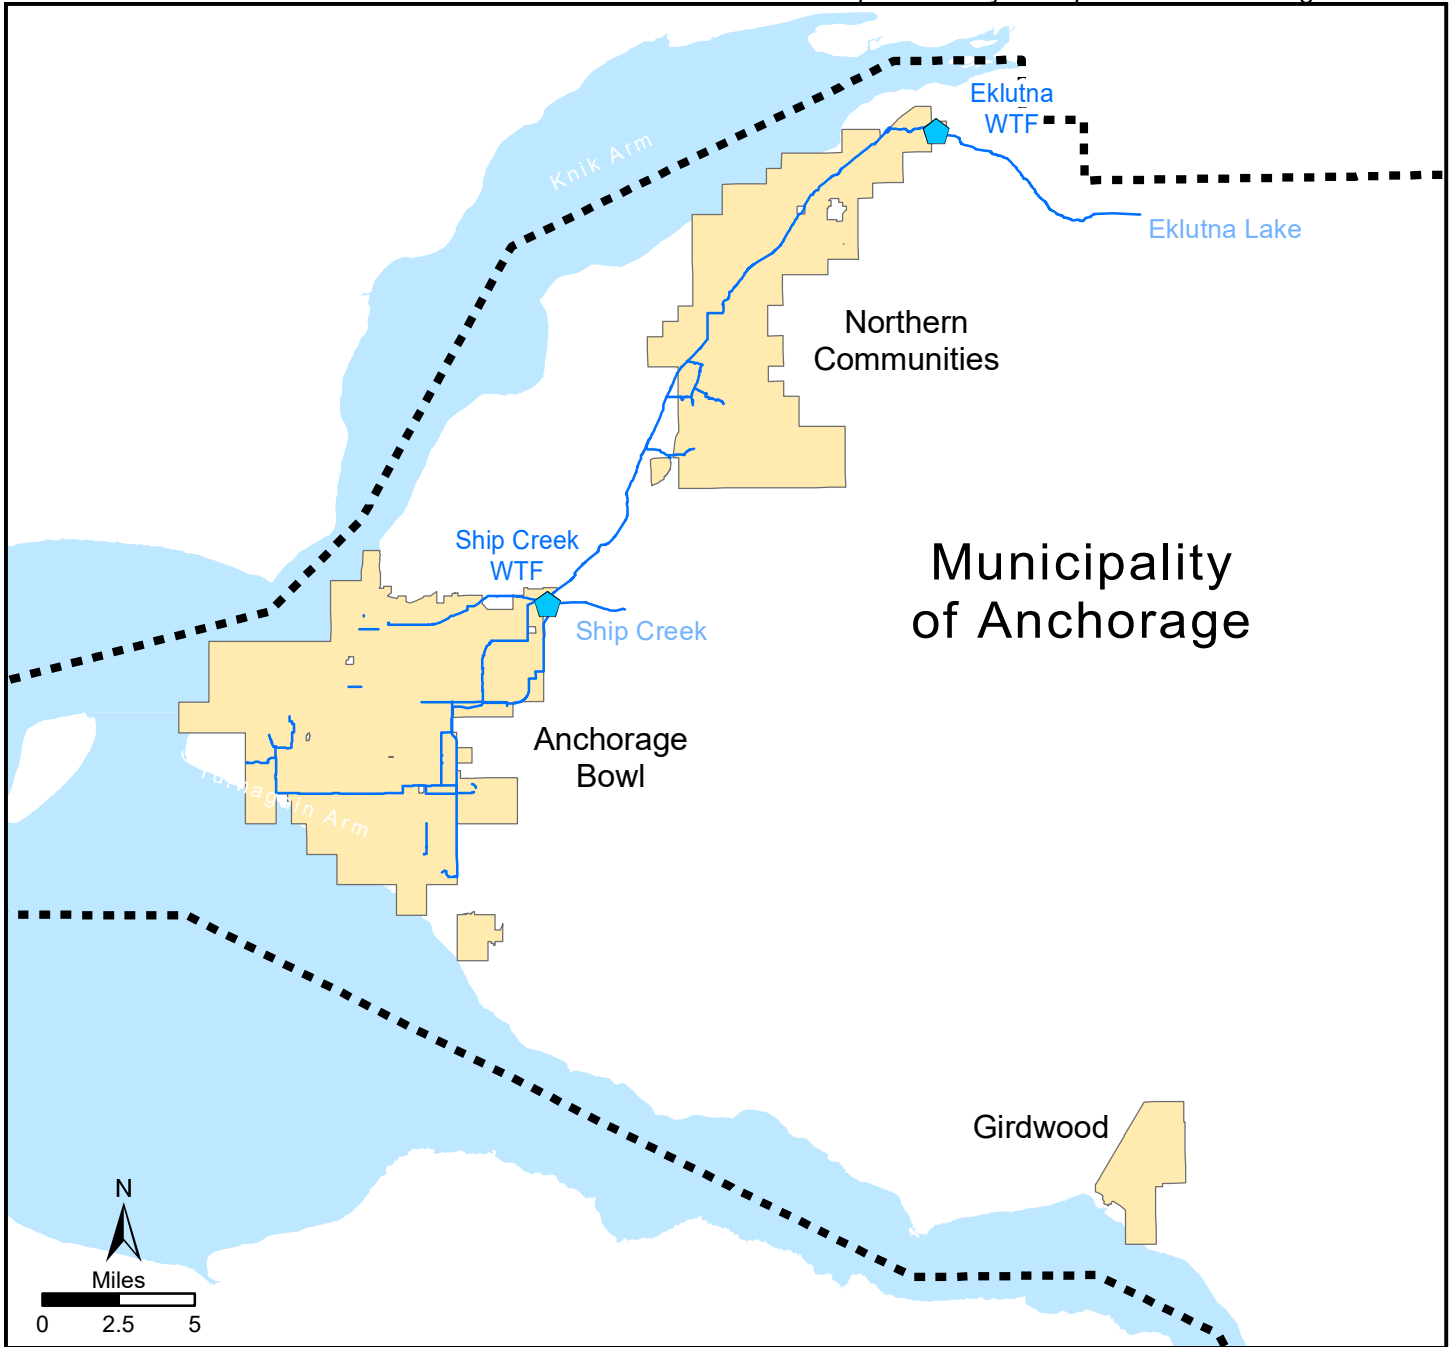 Eklutna
WTF
Knik Arm
Eklutna Lake
Northern
Communities
Ship Creek
WTF
Municipality
of Anchorage
Ship Creek
Anchorage
Bowl
Turnagain Arm
Girdwood
N
Miles
0 2.5 5